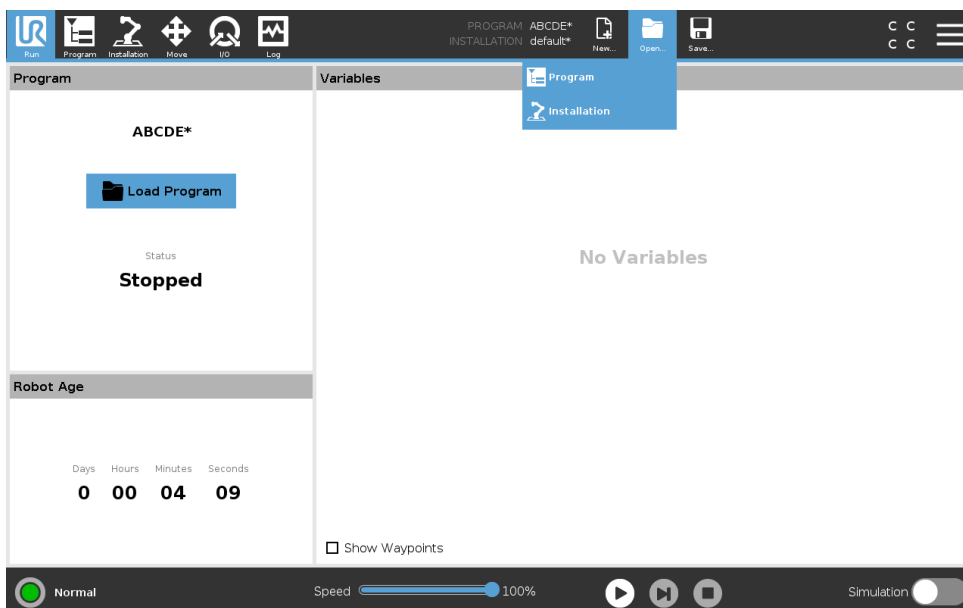 UR
PROGRAM ABCDE*
INSTALLATION default*
C C
C C
Run Program Installation Move I/O Log New... Open... Save...
Program
Installation
Program
Variables
ABCDE*
Load Program
Status
Stopped
No Variables
Robot Age
Days Hours Minutes Seconds
0 00 04 09
Show Waypoints
Normal
Speed 100%
Simulation